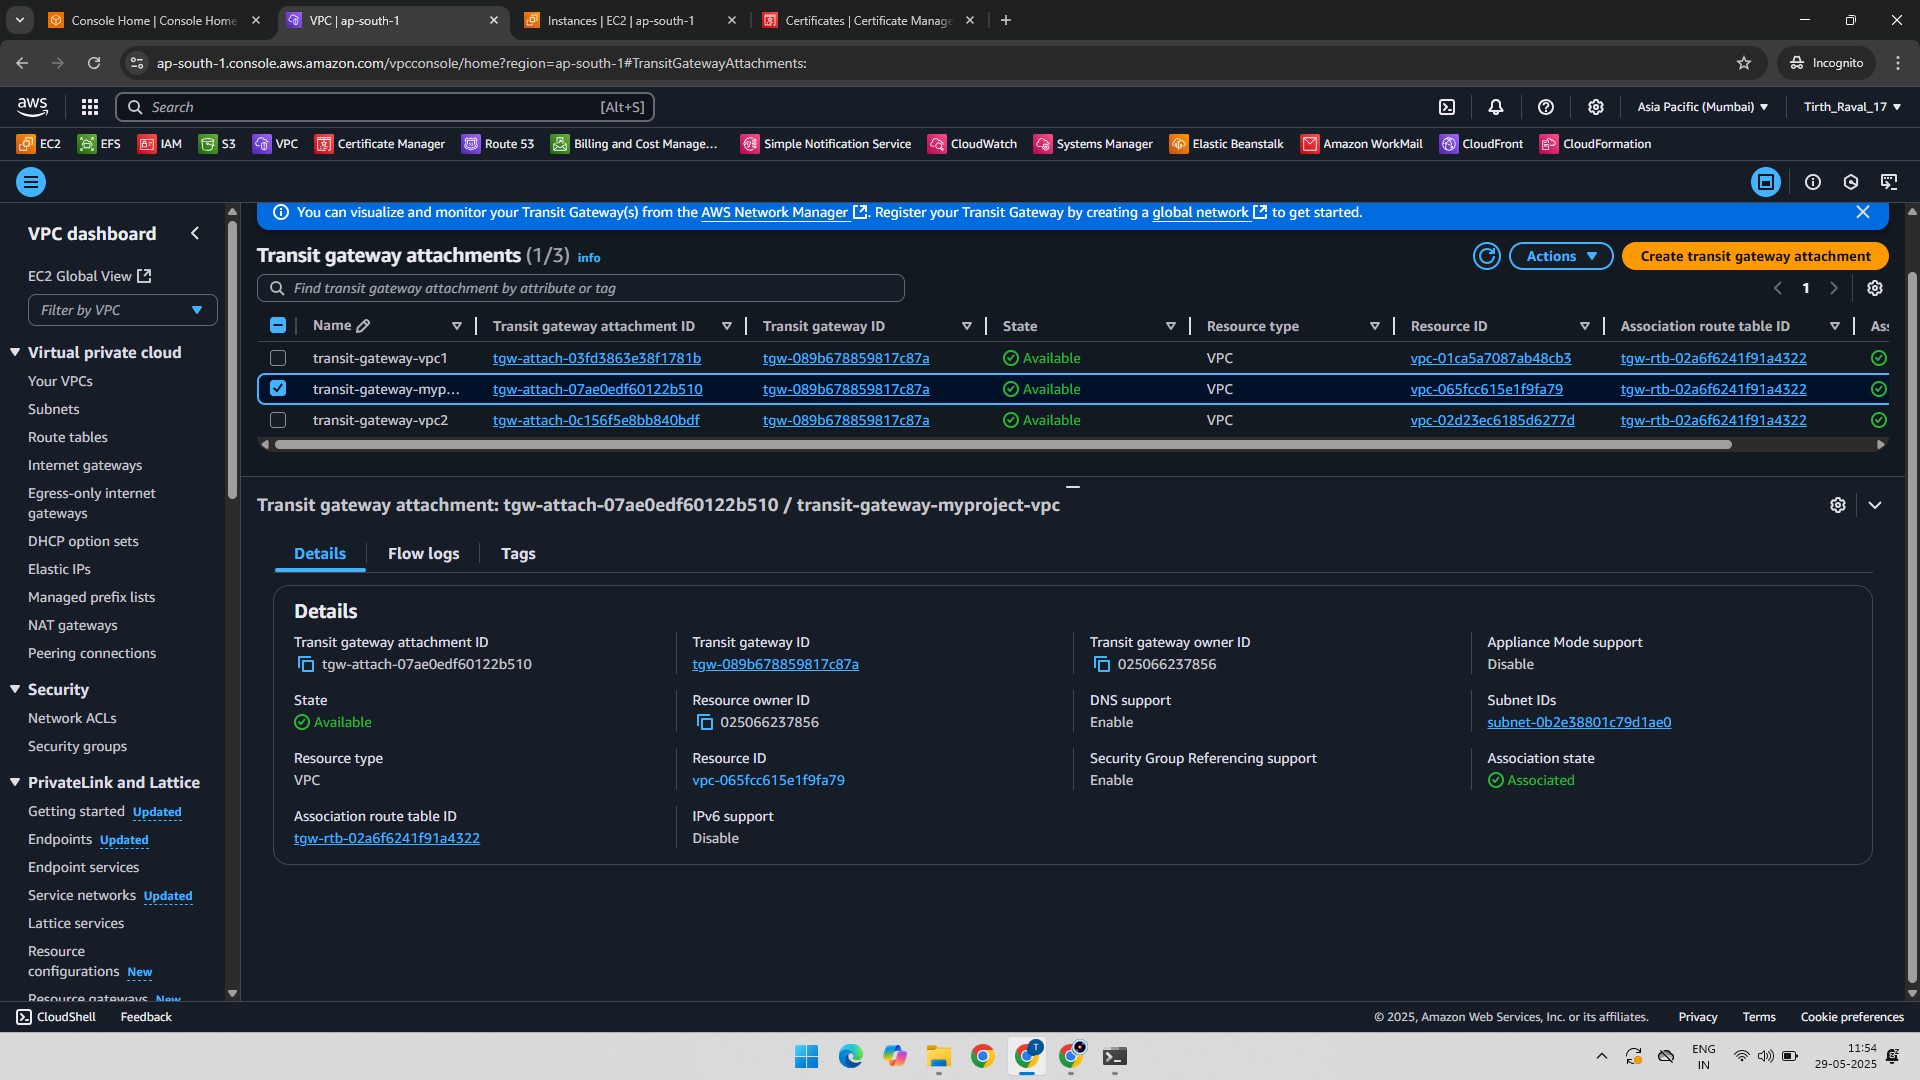 Console Home | Console Home
VPC | ap-south-1
Instances | EC2 | ap-south-1
Certificates | Certificate Manage
ap-south-1.console.aws.amazon.com/vpcconsole/home?region=ap-south-1#TransitGatewayAttachments:
Incognito
aws
Search
[Alt+S]
Asia Pacific (Mumbai)
Tirth_Raval_17
EC2
EFS
IAM
S3
VPC
Certificate Manager
Route 53
Billing and Cost Manage...
Simple Notification Service
CloudWatch
Systems Manager
Elastic Beanstalk
Amazon WorkMail
CloudFront
CloudFormation
VPC dashboard
EC2 Global View
Filter by VPC
Virtual private cloud
Your VPCs
Subnets
Route tables
Internet gateways
Egress-only internet
gateways
DHCP option sets
Elastic IPs
Managed prefix lists
NAT gateways
Peering connections
Security
Network ACLs
Security groups
PrivateLink and Lattice
Getting started Updated
Endpoints Updated
Endpoint services
Service networks Updated
Lattice services
Resource
configurations New
Resource gateways New
You can visualize and monitor your Transit Gateway(s) from the AWS Network Manager. Register your Transit Gateway by creating a global network to get started.
Transit gateway attachments (1/3) info
Actions
Create transit gateway attachment
Find transit gateway attachment by attribute or tag
1
Name Transit gateway attachment ID Transit gateway ID State Resource type Resource ID Association route table ID Ass
transit-gateway-vpc1 tgw-attach-03fd3863e38f1781b tgw-089b678859817c87a Available VPC vpc-01ca5a7087ab48cb3 tgw-rtb-02a6f6241f91a4322
transit-gateway-myp... tgw-attach-07ae0edf60122b510 tgw-089b678859817c87a Available VPC vpc-065fcc615e1f9fa79 tgw-rtb-02a6f6241f91a4322
transit-gateway-vpc2 tgw-attach-0c156f5e8bb840bdf tgw-089b678859817c87a Available VPC vpc-02d23ec6185d6277d tgw-rtb-02a6f6241f91a4322
Transit gateway attachment: tgw-attach-07ae0edf60122b510 / transit-gateway-myproject-vpc
Details
Flow logs
Tags
Details
Transit gateway attachment ID
tgw-attach-07ae0edf60122b510
Transit gateway ID
tgw-089b678859817c87a
Transit gateway owner ID
025066237856
Appliance Mode support
Disable
State
Available
Resource owner ID
025066237856
DNS support
Enable
Subnet IDs
subnet-0b2e38801c79d1ae0
Resource type
VPC
Resource ID
vpc-065fcc615e1f9fa79
Security Group Referencing support
Enable
Association state
Associated
Association route table ID
tgw-rtb-02a6f6241f91a4322
IPv6 support
Disable
CloudShell
Feedback
© 2025, Amazon Web Services, Inc. or its affiliates.
Privacy
Terms
Cookie preferences
T
ENG
IN
11:54
29-05-2025